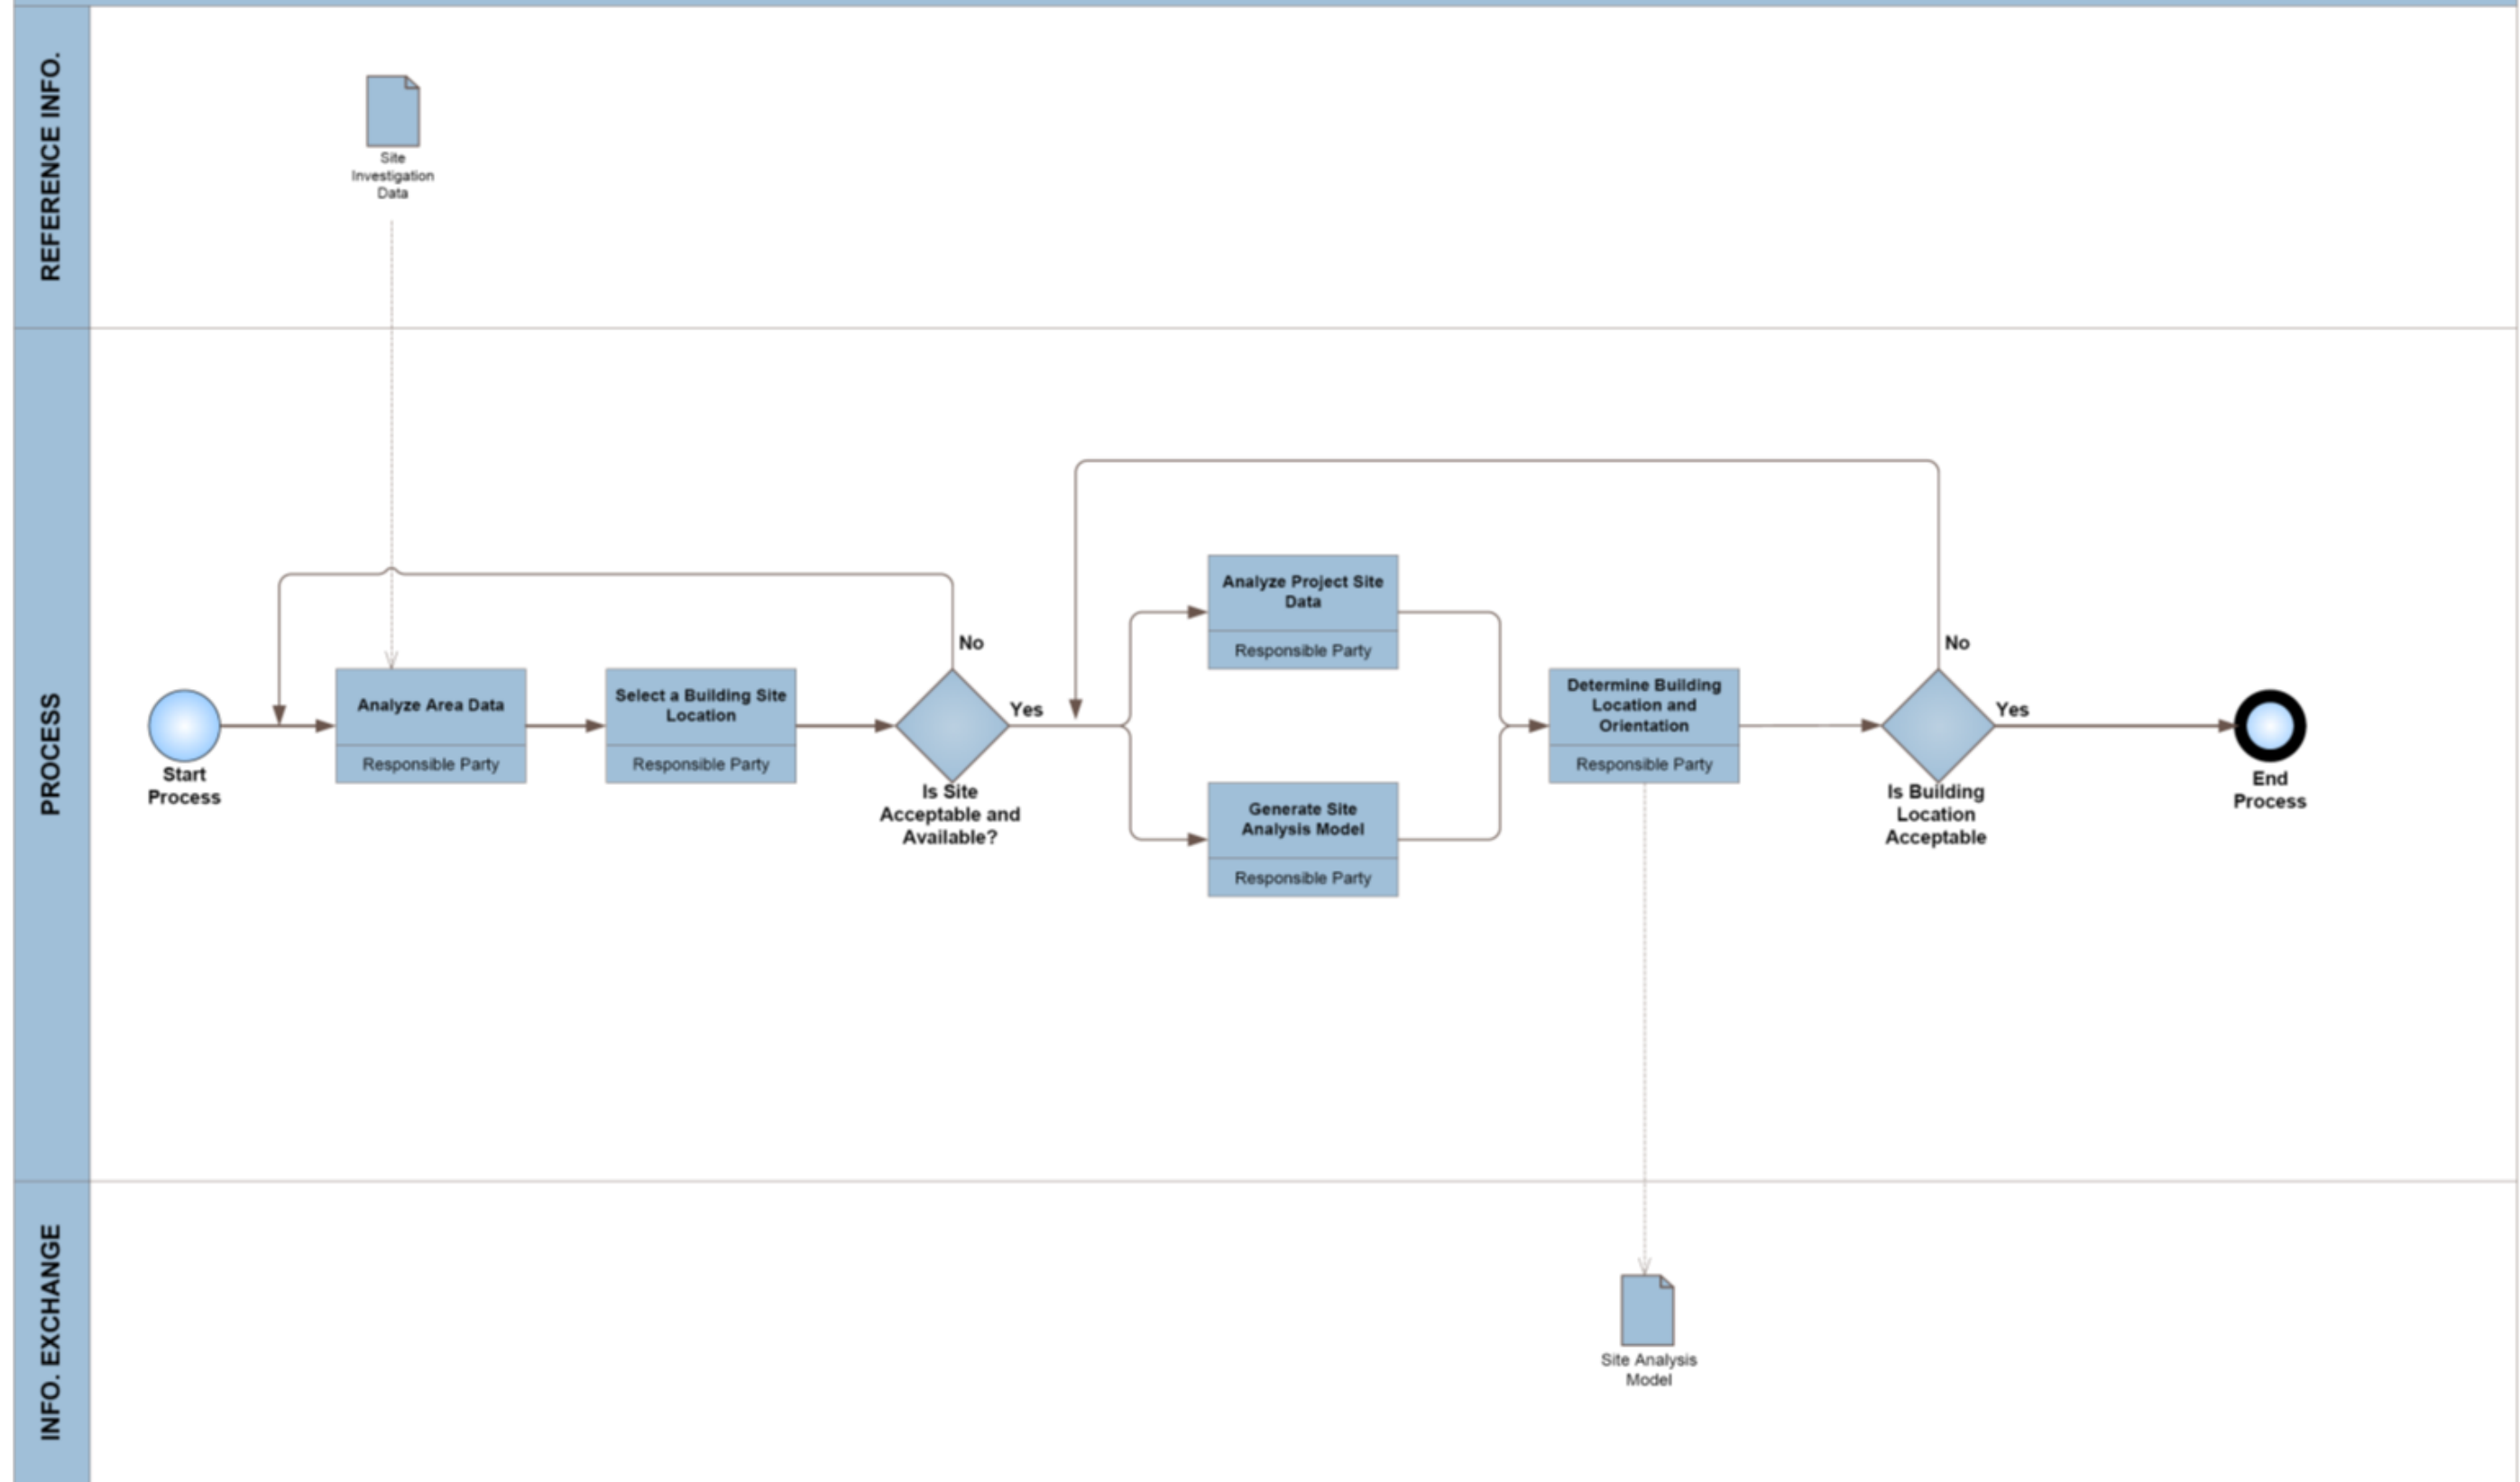 REFERENCE INFO.
Site
Investigation
Data
PROCESS
Start
Process
Analyze Area Data
Responsible Party
Select a Building Site
Location
Responsible Party
No
Yes
Is Site
Acceptable and
Available?
Analyze Project Site
Data
Responsible Party
Generate Site
Analysis Model
Responsible Party
Determine Building
Location and
Orientation
Responsible Party
No
Yes
Is Building
Location
Acceptable
End
Process
INFO. EXCHANGE
Site Analysis
Model